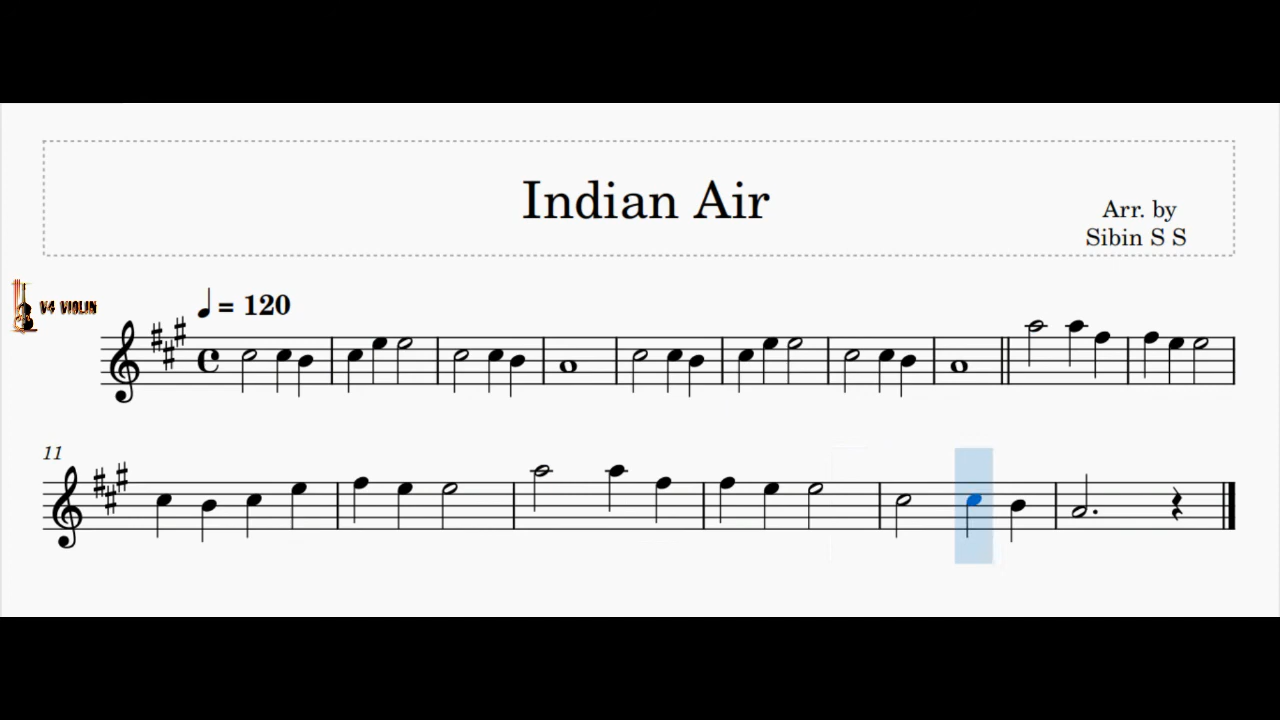 Indian Air
Arr. by
Sibin S S
V4 VIOLIN
= 120
11